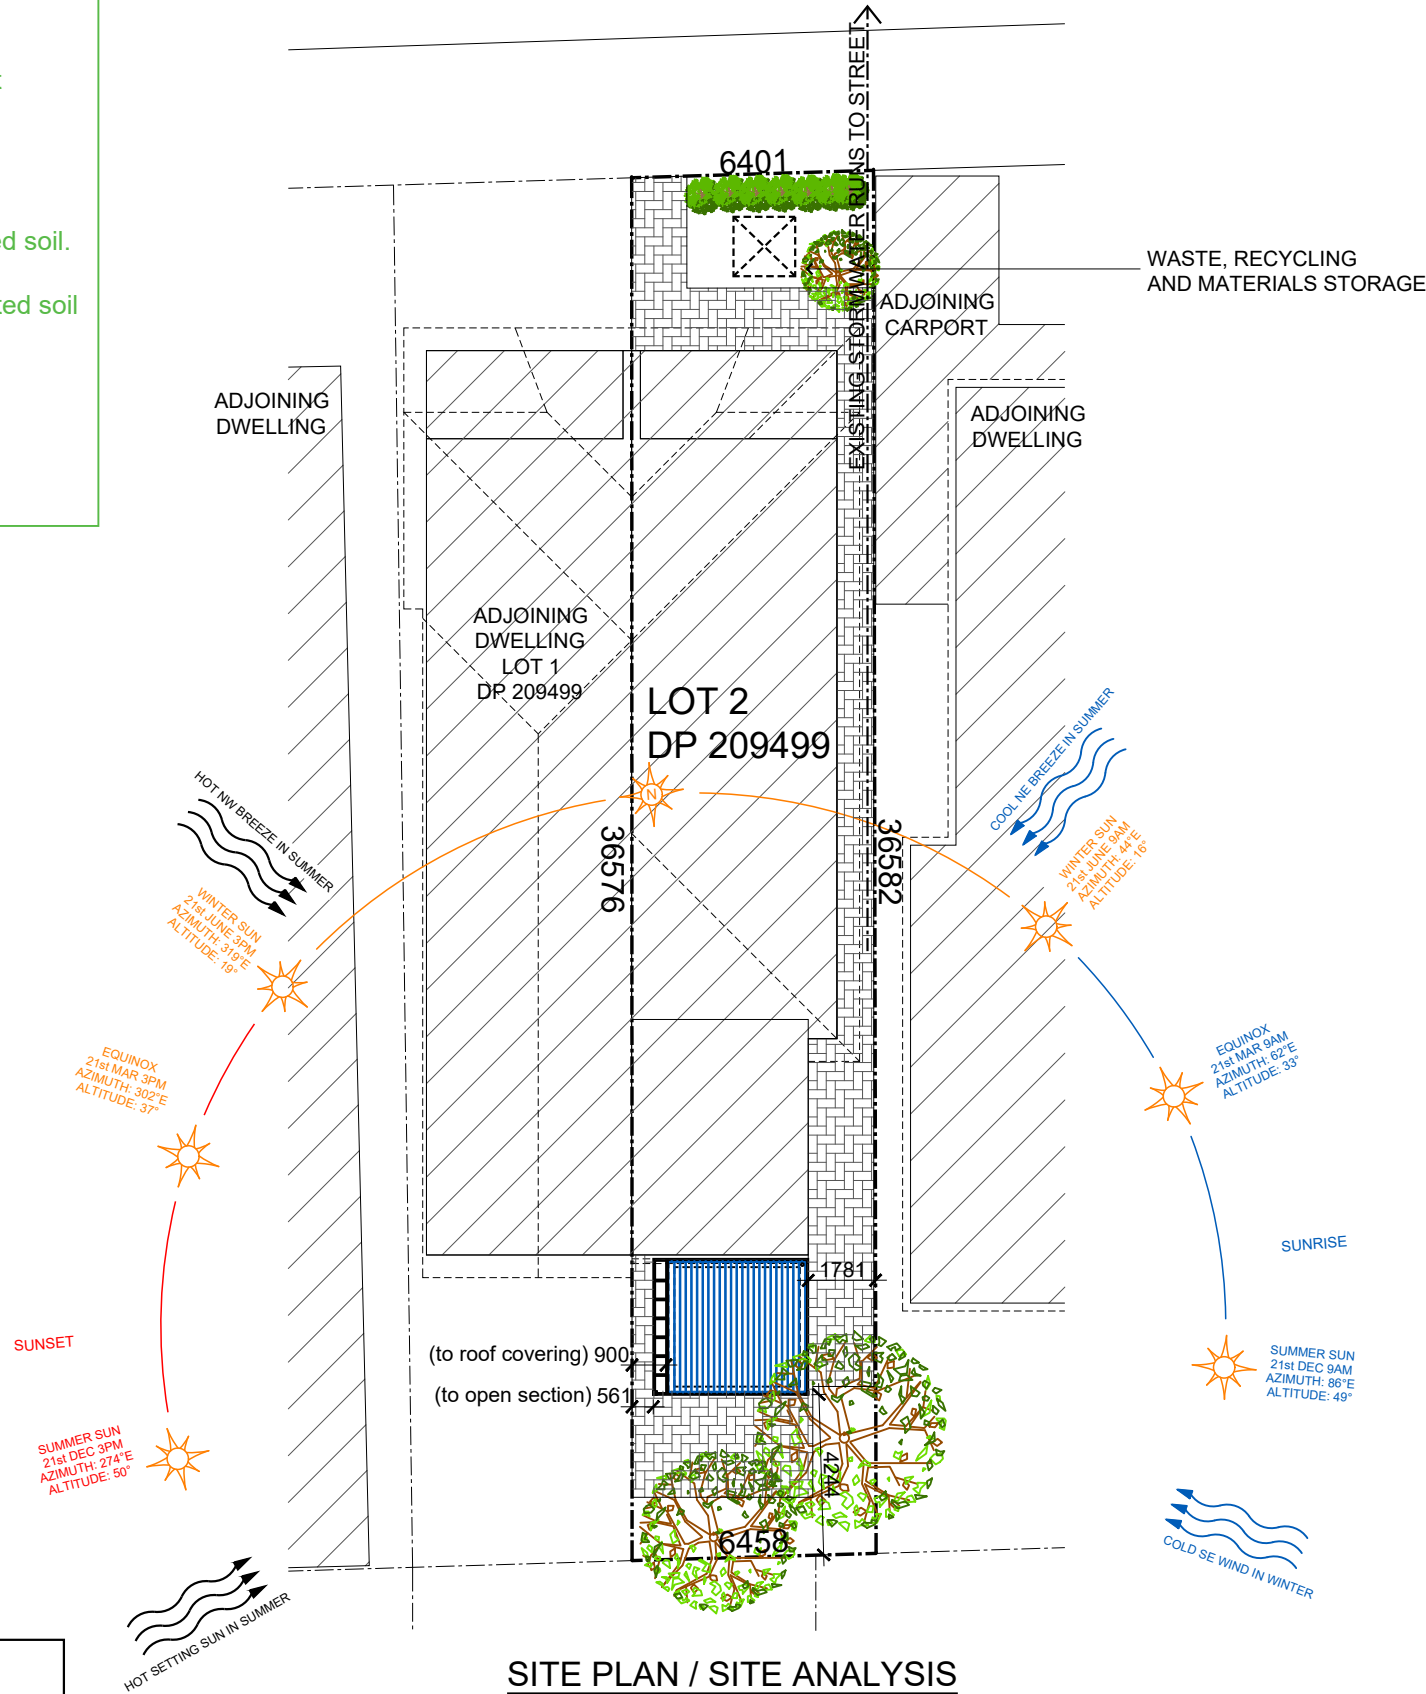 ed soil.
ted soil
EXISTING STORMWATER RUNS TO STREET
6401
WASTE, RECYCLING
AND MATERIALS STORAGE
ADJOINING
CARPORT
ADJOINING
DWELLING
ADJOINING
DWELLING
ADJOINING
DWELLING
LOT 1
DP 209499
LOT 2
DP 209499
N
36576
36582
HOT NW BREEZE IN SUMMER
COOL NE BREEZE IN SUMMER
WINTER SUN
21st JUNE 3PM
AZIMUTH: 319°E
ALTITUDE: 19°
WINTER SUN
21st JUNE 9AM
AZIMUTH: 44°E
ALTITUDE: 16°
EQUINOX
21st MAR 3PM
AZIMUTH: 302°E
ALTITUDE: 37°
EQUINOX
21st MAR 9AM
AZIMUTH: 62°E
ALTITUDE: 33°
SUNRISE
1781
SUNSET
(to roof covering) 900
(to open section) 561
SUMMER SUN
21st DEC 9AM
AZIMUTH: 86°E
ALTITUDE: 49°
SUMMER SUN
21st DEC 3PM
AZIMUTH: 274°E
ALTITUDE: 50°
4244
6458
COLD SE WIND IN WINTER
HOT SETTING SUN IN SUMMER
SITE PLAN / SITE ANALYSIS